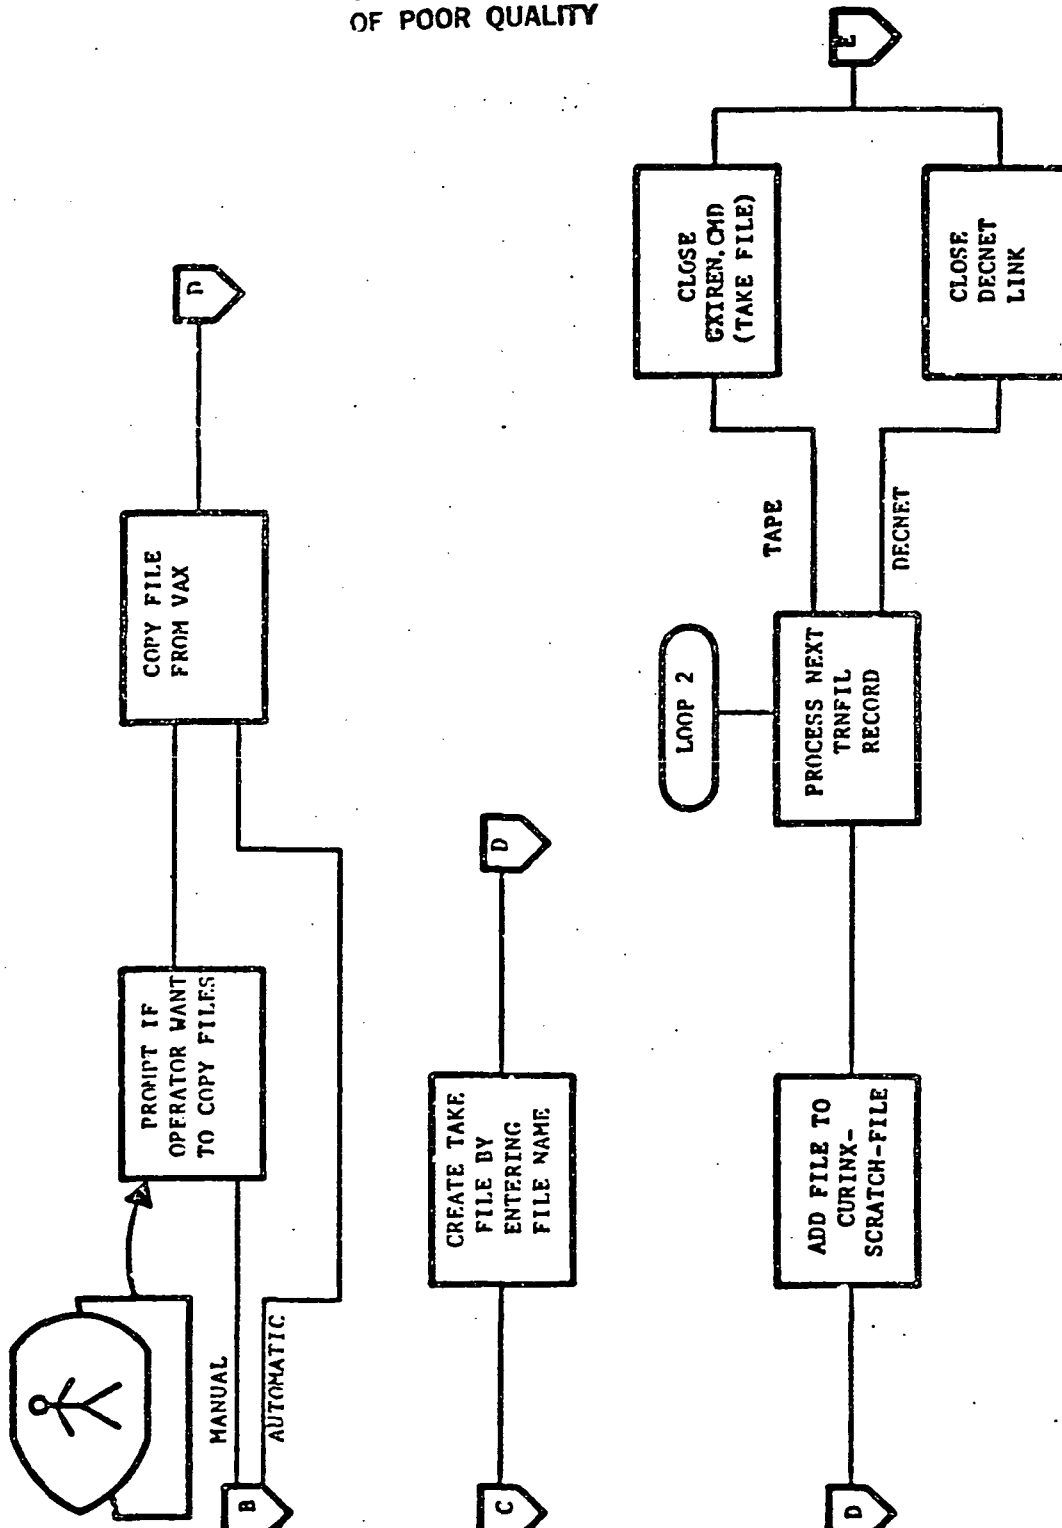 OF POOR QUALITY
B
MANUAL
AUTOMATIC
PROMPT IF
OPERATOR WANT
TO COPY FILES
COPY FILE
FROM VAX
D
C
CREATE TAKE
FILE BY
ENTERING
FILE NAME
D
D
ADD FILE TO
CURINX-
SCRATCH-FILE
LOOP 2
PROCESS NEXT
TRNFIL
RECORD
TAPE
DECNET
CLOSE
GXIREN.CMD
(TAKE FILE)
CLOSE
DECNET
LINK
E